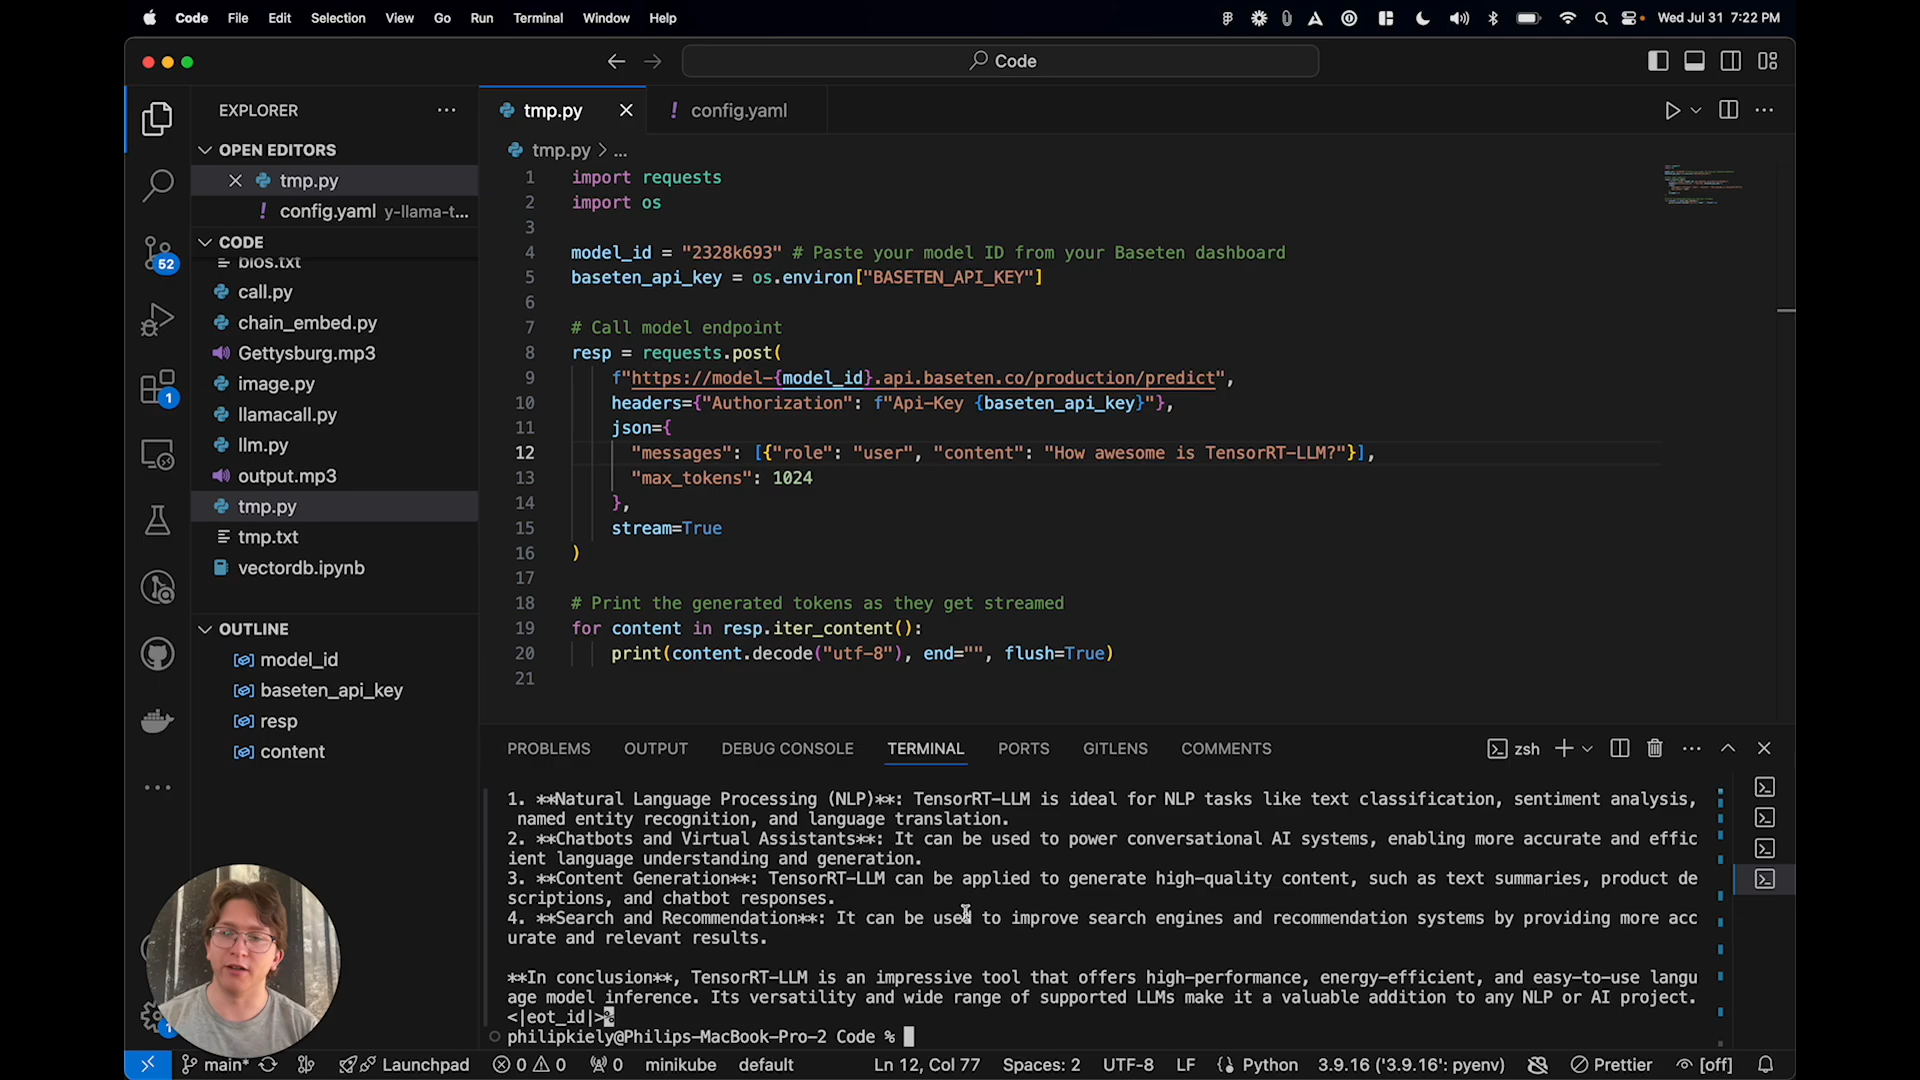 Code File Edit Selection View Go Run Terminal Window Help
Wed Jul 31 7:22 PM
Code
EXPLORER
OPEN EDITORS
tmp.py
config.yaml y-llama-t...
CODE
bios.txt
call.py
chain_embed.py
Gettysburg.mp3
image.py
llamacall.py
llm.py
output.mp3
tmp.py
tmp.txt
vectordb.ipynb
OUTLINE
model_id
baseten_api_key
resp
content
52
1
1
tmp.py
! config.yaml
tmp.py > ...
1 import requests
2 import os
3
4 model_id = "2328k693" # Paste your model ID from your Baseten dashboard
5 baseten_api_key = os.environ["BASETEN_API_KEY"]
6
7 # Call model endpoint
8 resp = requests.post(
9 f"https://model-{model_id}.api.baseten.co/production/predict",
10 headers={"Authorization": f"Api-Key {baseten_api_key}"},
11 json={
12 "messages": [{"role": "user", "content": "How awesome is TensorRT-LLM?"}],
13 "max_tokens": 1024
14 },
15 stream=True
16 )
17
18 # Print the generated tokens as they get streamed
19 for content in resp.iter_content():
20 print(content.decode("utf-8"), end="", flush=True)
21
PROBLEMS OUTPUT DEBUG CONSOLE TERMINAL PORTS GITLENS COMMENTS
zsh
1. **Natural Language Processing (NLP)**: TensorRT-LLM is ideal for NLP tasks like text classification, sentiment analysis,
named entity recognition, and language translation.
2. **Chatbots and Virtual Assistants**: It can be used to power conversational AI systems, enabling more accurate and effic
ient language understanding and generation.
3. **Content Generation**: TensorRT-LLM can be applied to generate high-quality content, such as text summaries, product de
scriptions, and chatbot responses.
4. **Search and Recommendation**: It can be used to improve search engines and recommendation systems by providing more acc
urate and relevant results.
**In conclusion**, TensorRT-LLM is an impressive tool that offers high-performance, energy-efficient, and easy-to-use langu
age model inference. Its versatility and wide range of supported LLMs make it a valuable addition to any NLP or AI project.
<|eot_id|>%
philipkiely@Philips-MacBook-Pro-2 Code %
main* Launchpad 0 0 0 minikube default Ln 12, Col 77 Spaces: 2 UTF-8 LF Python 3.9.16 ('3.9.16': pyenv) Prettier [off]